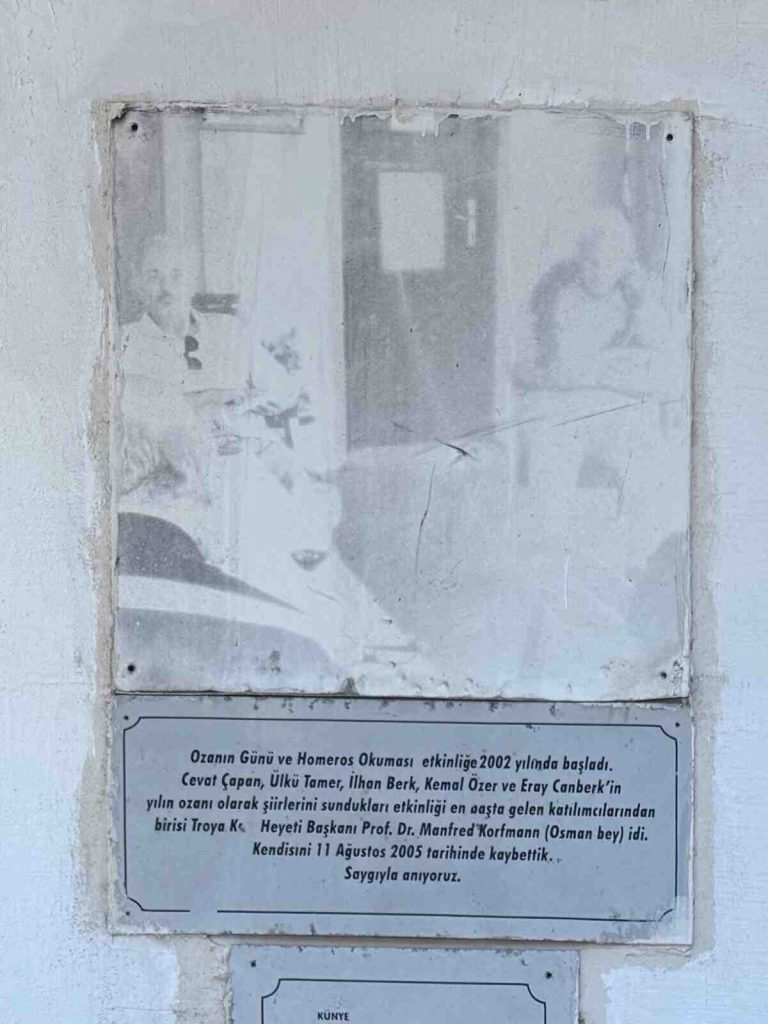 Ozanın Günü ve Homeros Okuması etkinliğe 2002 yılında başladı.
Cevat Çapan, Ülkü Tamer, İlhan Berk, Kemal Özer ve Eray Canberk'in
yılın ozanı olarak şiirlerini sundukları etkinliği en başta gelen katılımcılarından
birisi Troya Heyeti Başkanı Prof. Dr. Manfred Korfmann (Osman bey) idi.
Kendisini 11 Ağustos 2005 tarihinde kaybettik.
Saygıyla anıyoruz.
KÜNYE